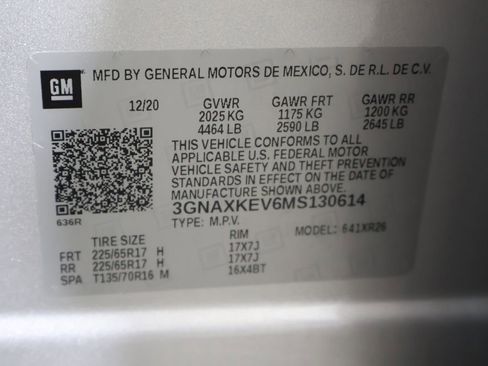 GM
MFD BY GENERAL MOTORS DE MEXICO, S. DE R.L. DE C.V.
12/20 GVWR GAWR FRT GAWR RR
2025 KG 1175 KG 1200 KG
4464 LB 2590 LB 2645 LB
THIS VEHICLE CONFORMS TO ALL
APPLICABLE U.S. FEDERAL MOTOR
VEHICLE SAFETY AND THEFT PREVENTION
STANDARDS IN EFFECT ON THE DATE OF
MANUFACTURE SHOWN ABOVE.
3GNAXKEV6MS130614
636R TYPE: M.P.V. MODEL: 641XR26
TIRE SIZE RIM
FRT 225/65R17 H 17X7J
RR 225/65R17 H 17X7J
SPA T135/70R16 M 16X4BT